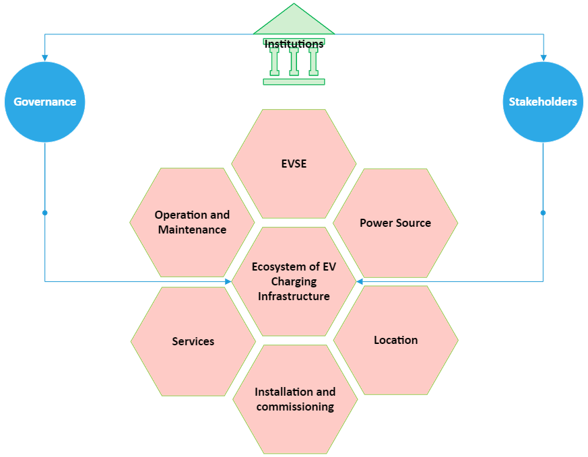 Institutions
Governance
Stakeholders
EVSE
Operation and
Maintenance
Power Source
Ecosystem of EV
Charging
Infrastructure
Services
Location
Installation and
commissioning